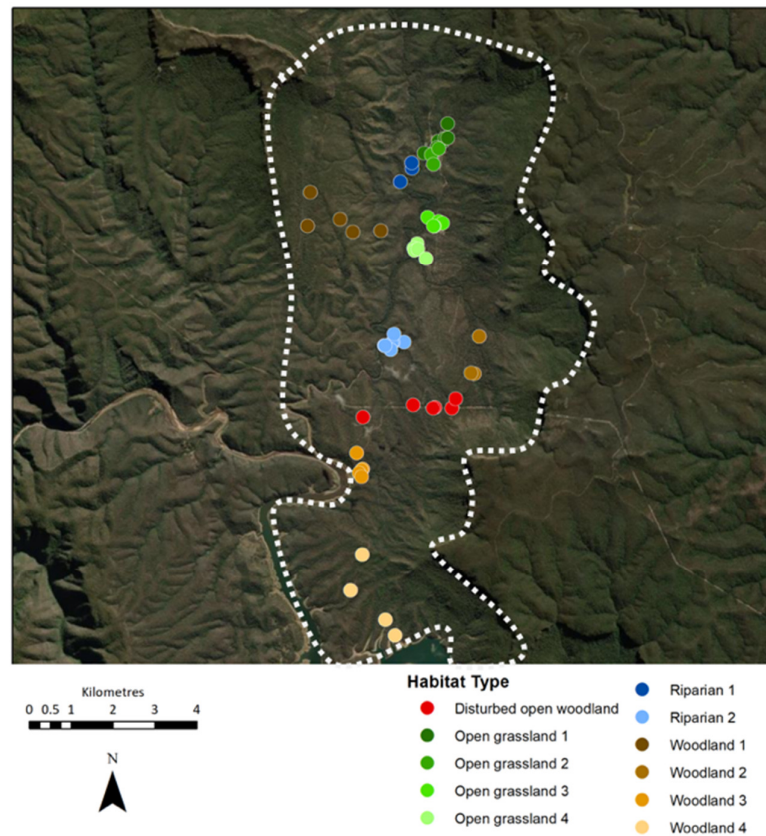 Kilometres
0 0.5 1 2 3 4
N
Habitat Type
Disturbed open woodland
Open grassland 1
Open grassland 2
Open grassland 3
Open grassland 4
Riparian 1
Riparian 2
Woodland 1
Woodland 2
Woodland 3
Woodland 4